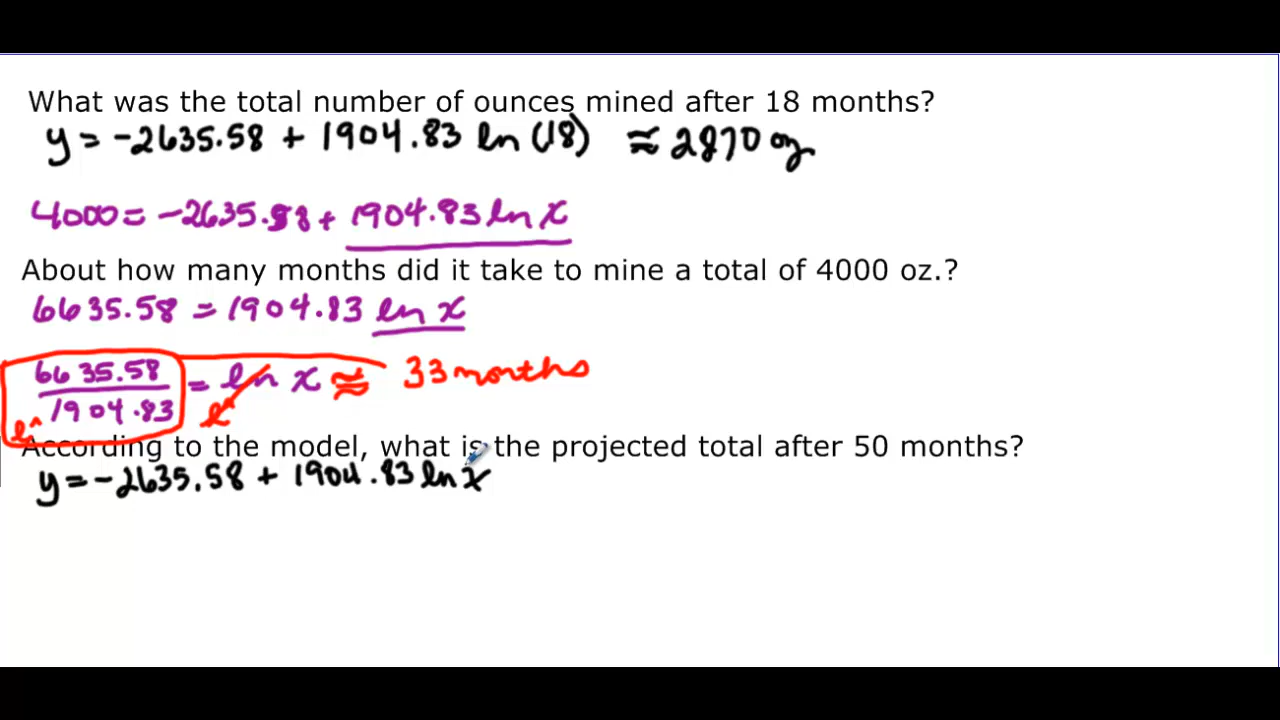 What was the total number of ounces mined after 18 months?
y = -2635.58 + 1904.83 ln (18) ≈ 2870 oz
4000 = -2635.58 + 1904.83 ln x
About how many months did it take to mine a total of 4000 oz.?
6635.58 = 1904.83 ln x
6635.58
= ln x ≈ 33 months
1904.83
e^ e^
According to the model, what is the projected total after 50 months?
y = -2635.58 + 1904.83 ln x